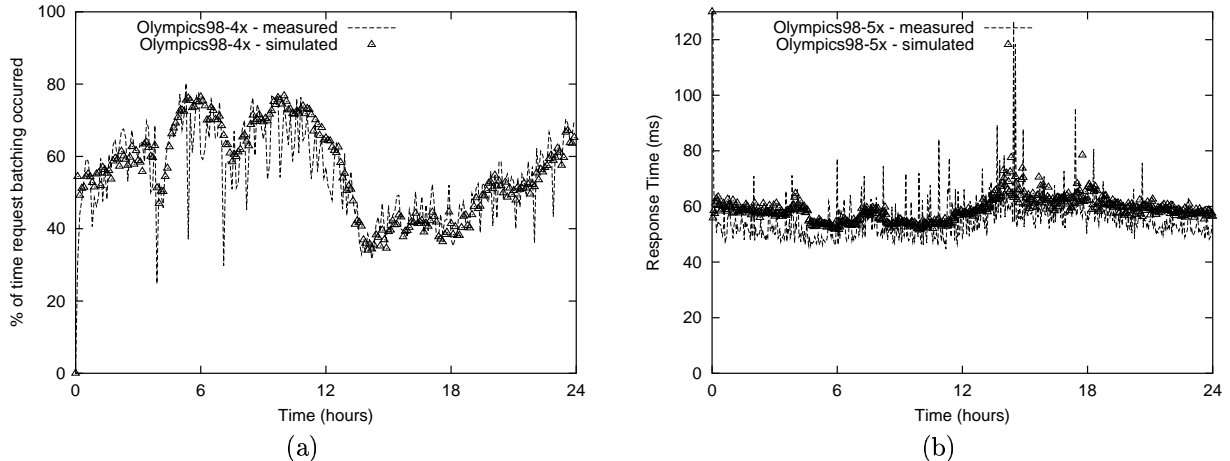 100
80
60
40
20
0
0 6 12 18 24
% of time request batching occurred
Time (hours)
Olympics98-4x - measured
Olympics98-4x - simulated
(a)
130
120
100
80
60
40
20
0
0 6 12 18 24
Response Time (ms)
Time (hours)
Olympics98-5x - measured
Olympics98-5x - simulated
(b)